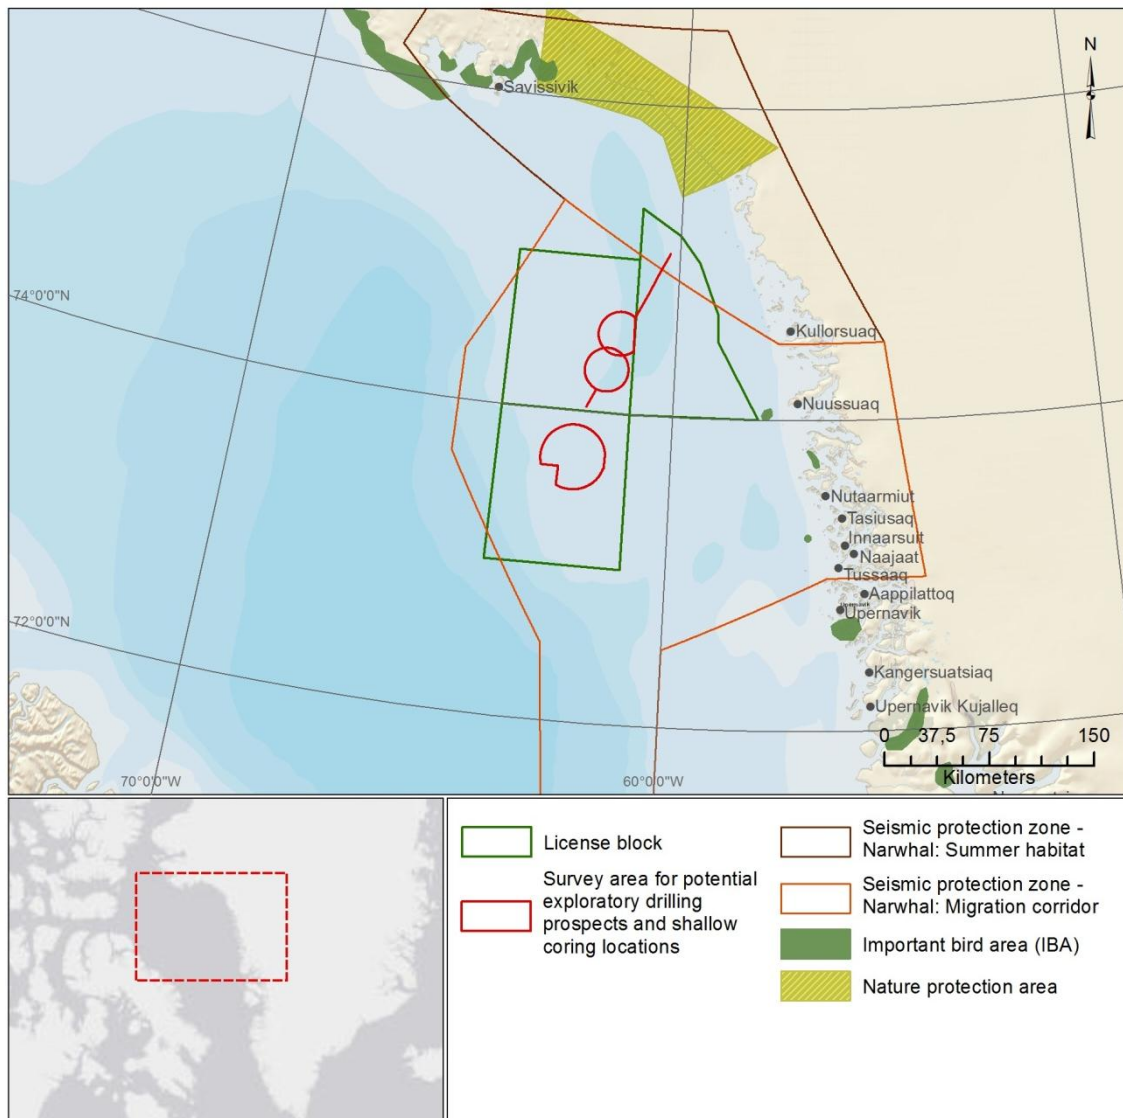 N
Savissivik
74°0'0"N
Kullorsuaq
Nuussuaq
Nutaarmiut
Tasiusaq
Innaarsuit
Naajaat
Tussaaq
Aappilattoq
Upernavik
72°0'0"N
Kangersuatsiaq
Upernavik Kujalleq
0 37,5 75 150
Kilometers
70°0'0"W
60°0'0"W
License block
Survey area for potential
exploratory drilling
prospects and shallow
coring locations
Seismic protection zone -
Narwhal: Summer habitat
Seismic protection zone -
Narwhal: Migration corridor
Important bird area (IBA)
Nature protection area